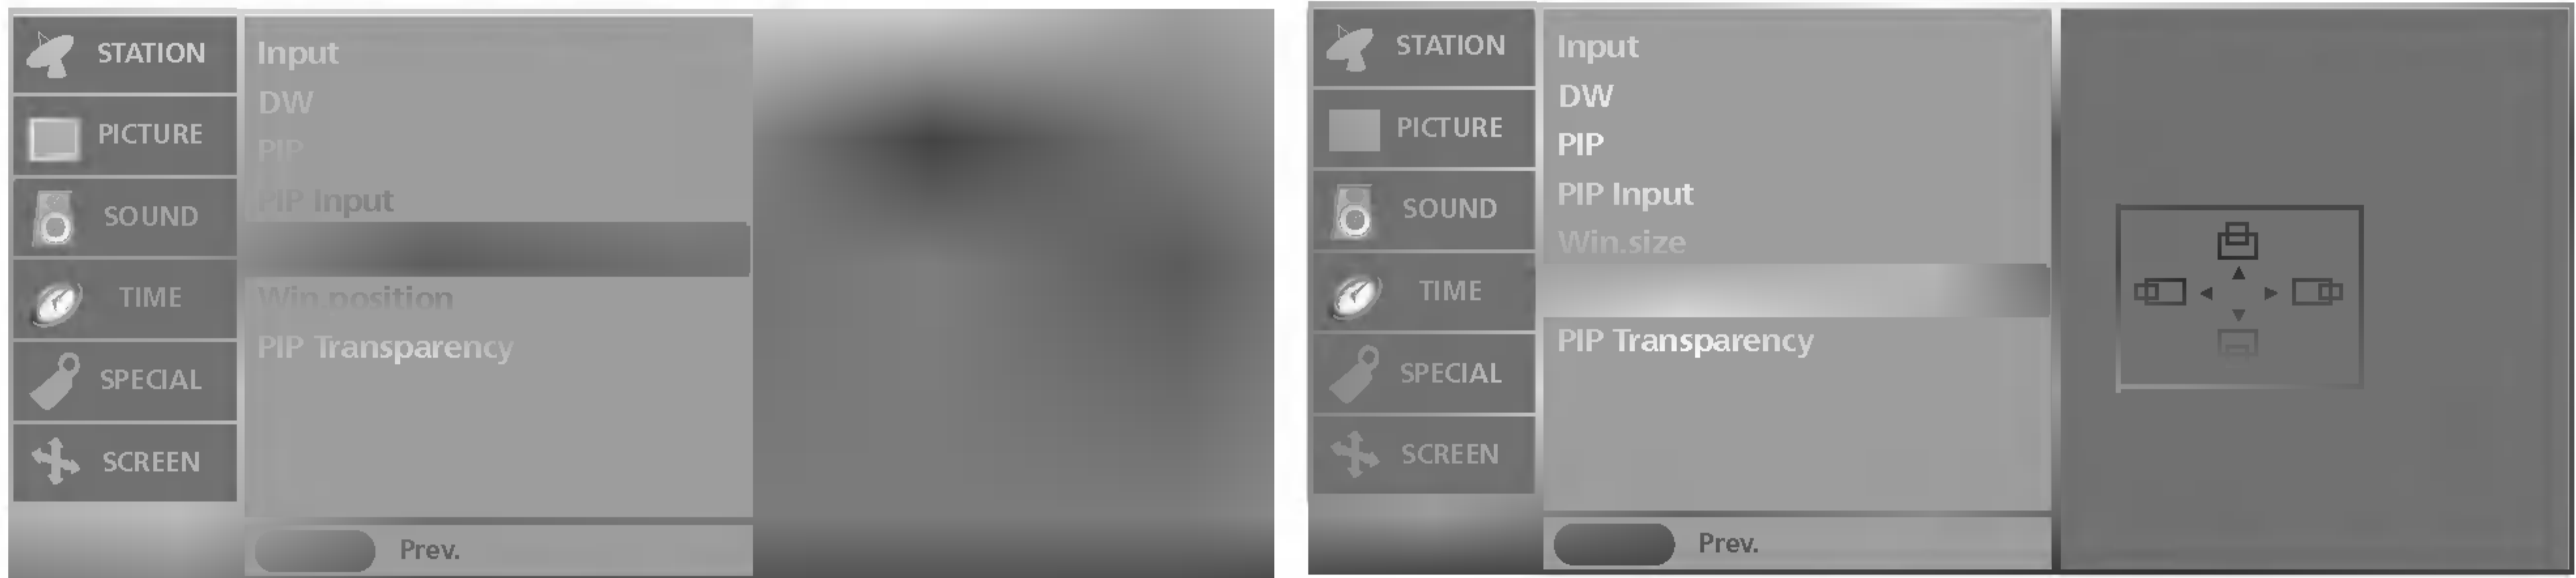 STATION
PICTURE
SOUND
TIME
SPECIAL
SCREEN
Input
DW
PIP
PIP Input
Win.position
PIP Transparency
Prev.
STATION
PICTURE
SOUND
TIME
SPECIAL
SCREEN
Input
DW
PIP
PIP Input
Win.size
PIP Transparency
Prev.